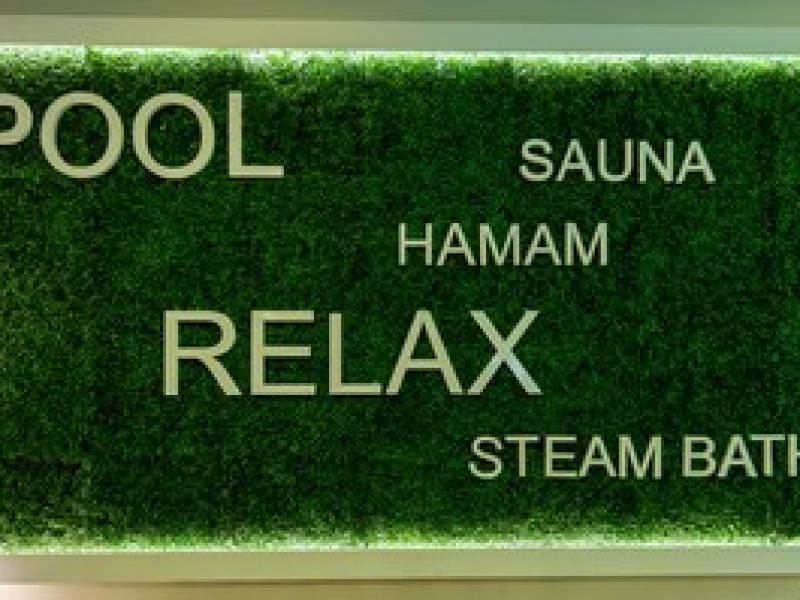 POOL
SAUNA
HAMAM
RELAX
STEAM BATH